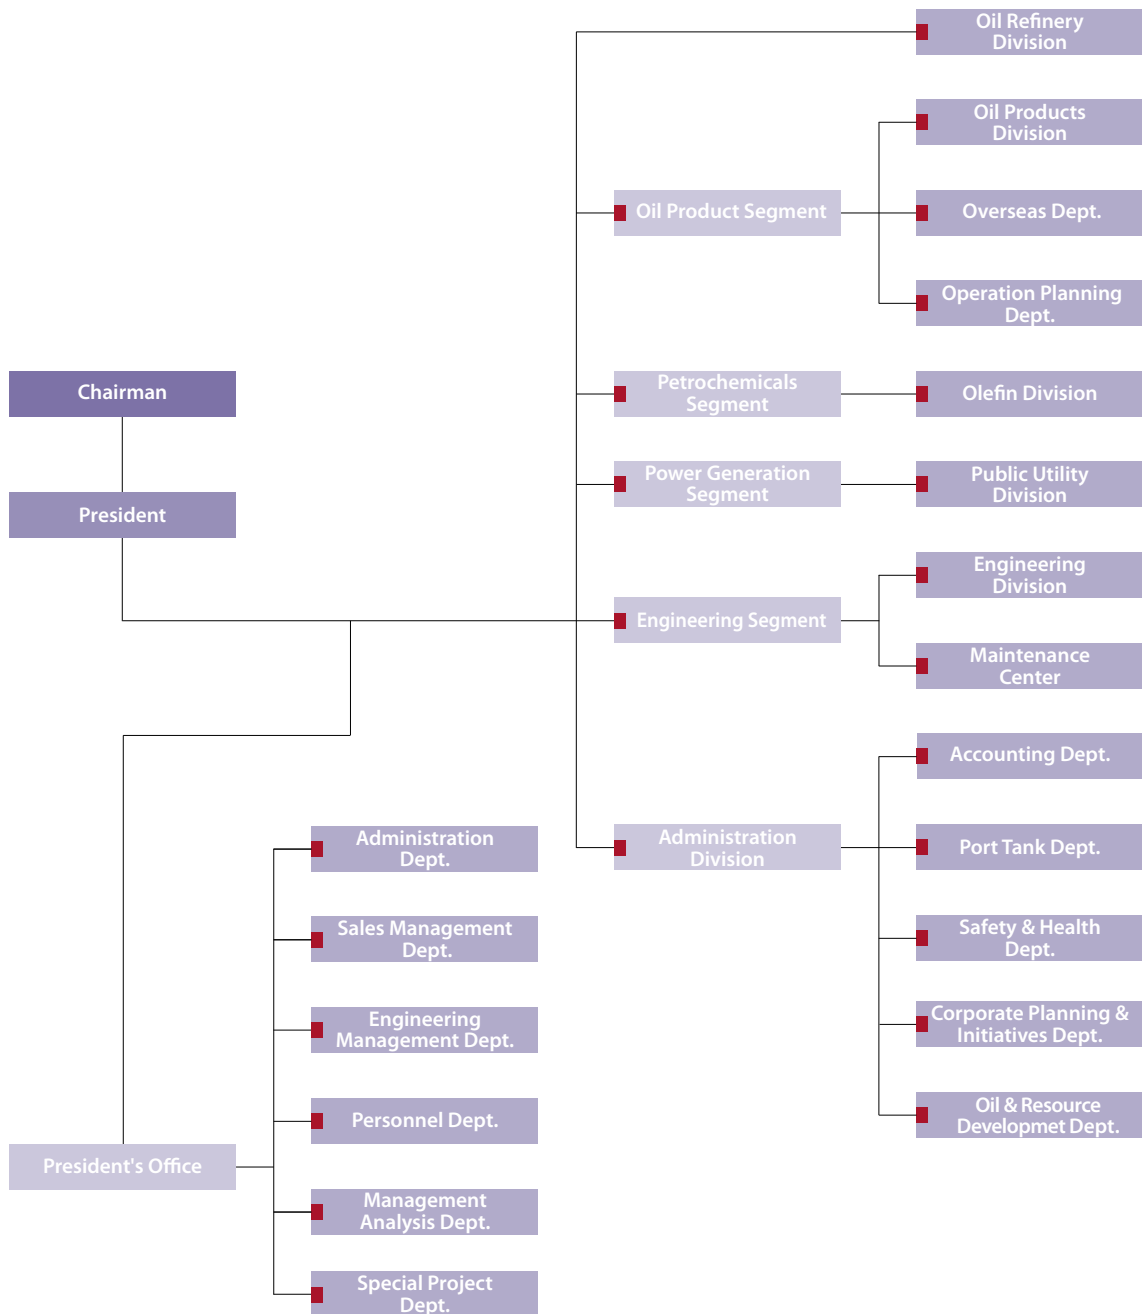 Chairman
President
President's Office
Administration
Dept.
Sales Management
Dept.
Engineering
Management Dept.
Personnel Dept.
Management
Analysis Dept.
Special Project
Dept.
Oil Product Segment
Petrochemicals
Segment
Power Generation
Segment
Engineering Segment
Administration
Division
Oil Refinery
Division
Oil Products
Division
Overseas Dept.
Operation Planning
Dept.
Olefin Division
Public Utility
Division
Engineering
Division
Maintenance
Center
Accounting Dept.
Port Tank Dept.
Safety & Health
Dept.
Corporate Planning &
Initiatives Dept.
Oil & Resource
Developmet Dept.